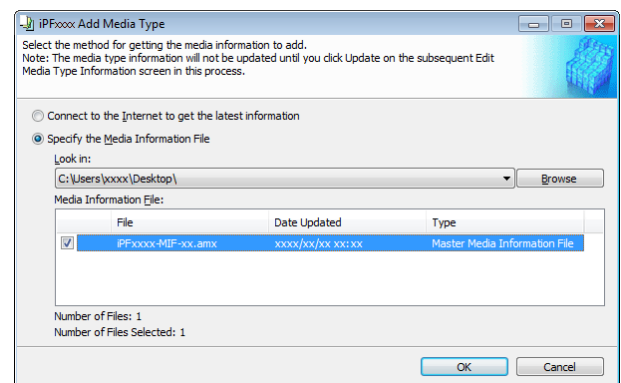 iPFxxxx Add Media Type
Select the method for getting the media information to add.
Note: The media type information will not be updated until you click Update on the subsequent Edit
Media Type Information screen in this process.
Connect to the Internet to get the latest information
Specify the Media Information File
Look in:
C:\Users\xxxx\Desktop\ Browse
Media Information File:
File Date Updated Type
iPFxxxx-MIF-xx.amx xxxx/xx/xx xx:xx Master Media Information File
Number of Files: 1
Number of Files Selected: 1
OK Cancel